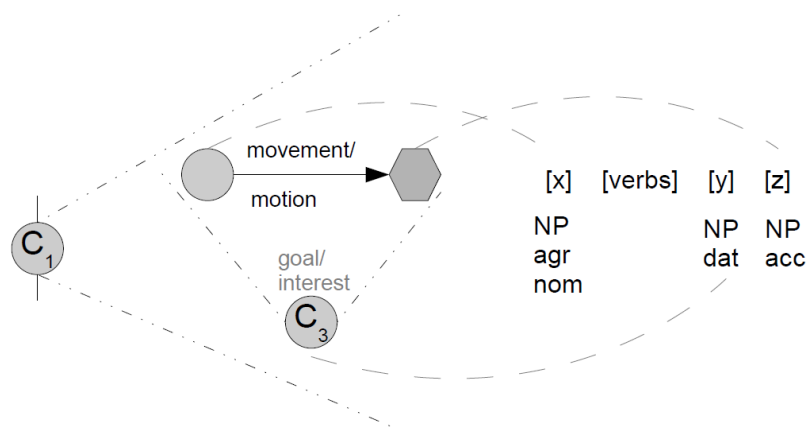 movement/
motion
[x] [verbs] [y] [z]
NP NP NP
agr dat acc
nom
C1
goal/
interest
C3